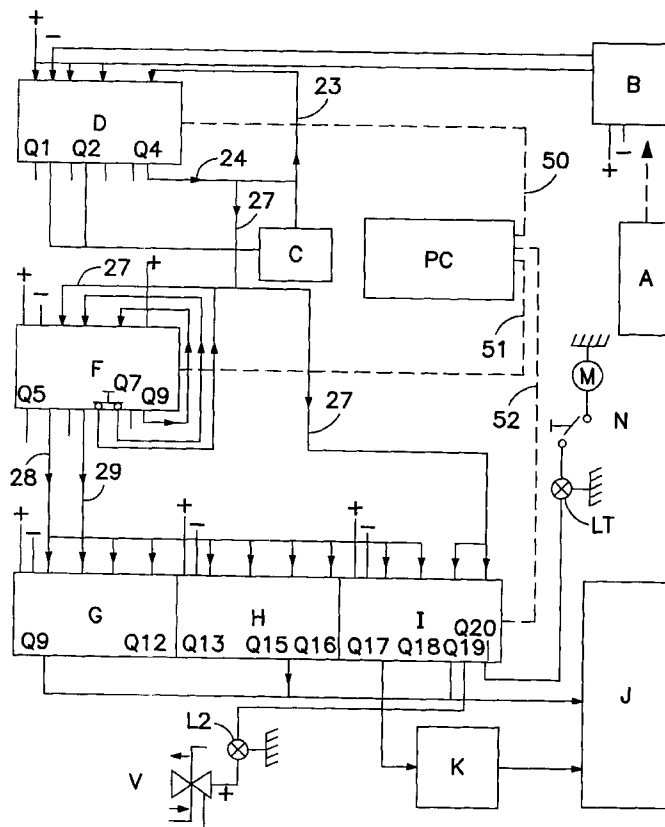 +
−
D
Q1 Q2 Q4
23
24
27
B
+ −
50
C
PC
A
+
−
27
+
51
F
Q7
Q5
Q9
M
N
52
27
28
29
LT
+
−
+
−
+
−
G
H
I
Q9 Q12 Q13 Q15 Q16 Q17 Q18 Q19
Q20
J
L2
V
+
K